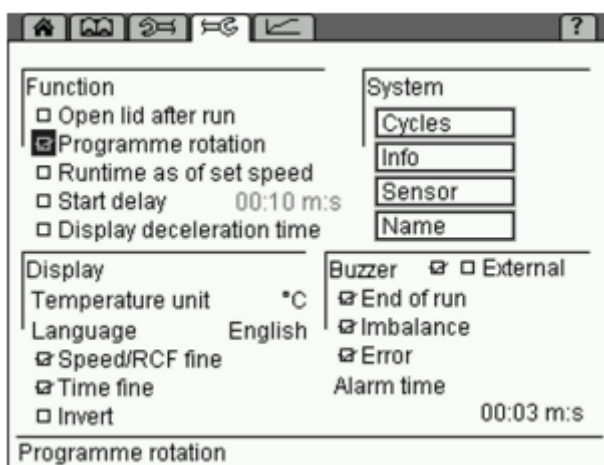 ?
Function
Open lid after run
Programme rotation
Runtime as of set speed
Start delay 00:10 m:s
Display deceleration time
System
Cycles
Info
Sensor
Name
Display
Temperature unit °C
Language English
Speed/RCF fine
Time fine
Invert
Buzzer External
End of run
Imbalance
Error
Alarm time
00:03 m:s
Programme rotation